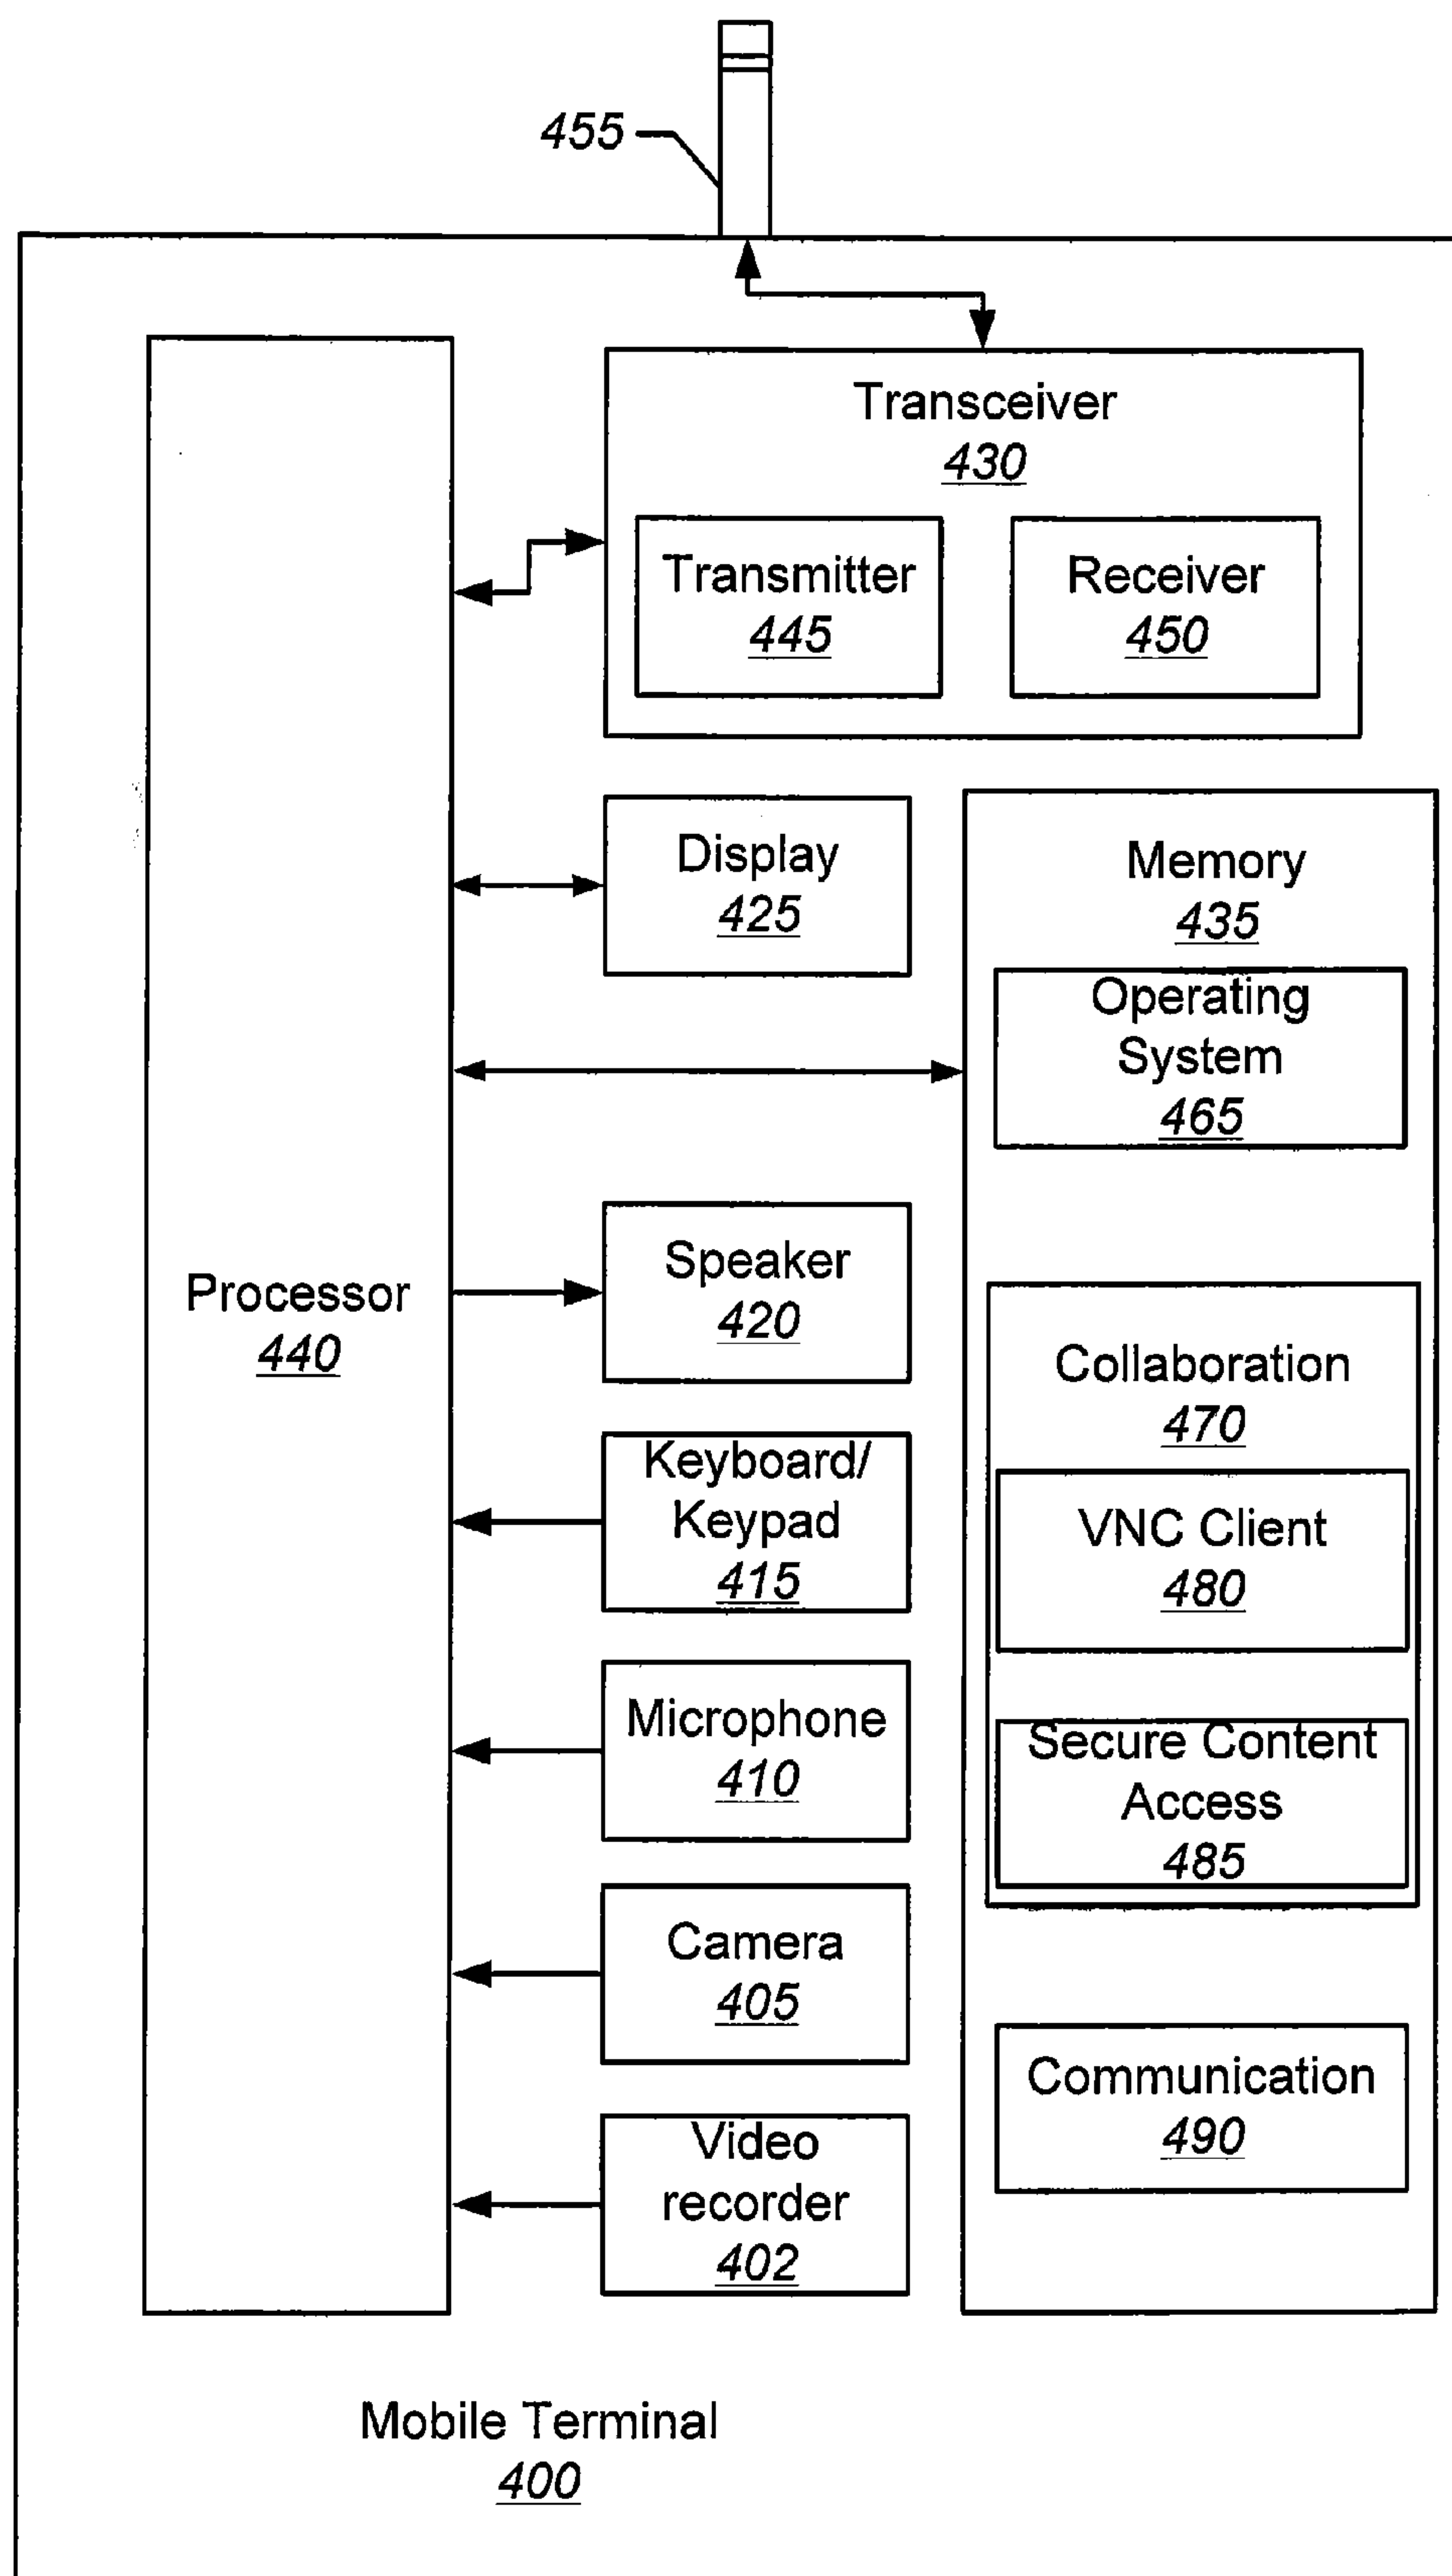 455
Transceiver
430
Transmitter
445
Receiver
450
Display
425
Memory
435
Operating
System
465
Processor
440
Speaker
420
Collaboration
470
Keyboard/
Keypad
415
VNC Client
480
Microphone
410
Secure Content
Access
485
Camera
405
Communication
490
Video
recorder
402
Mobile Terminal
400